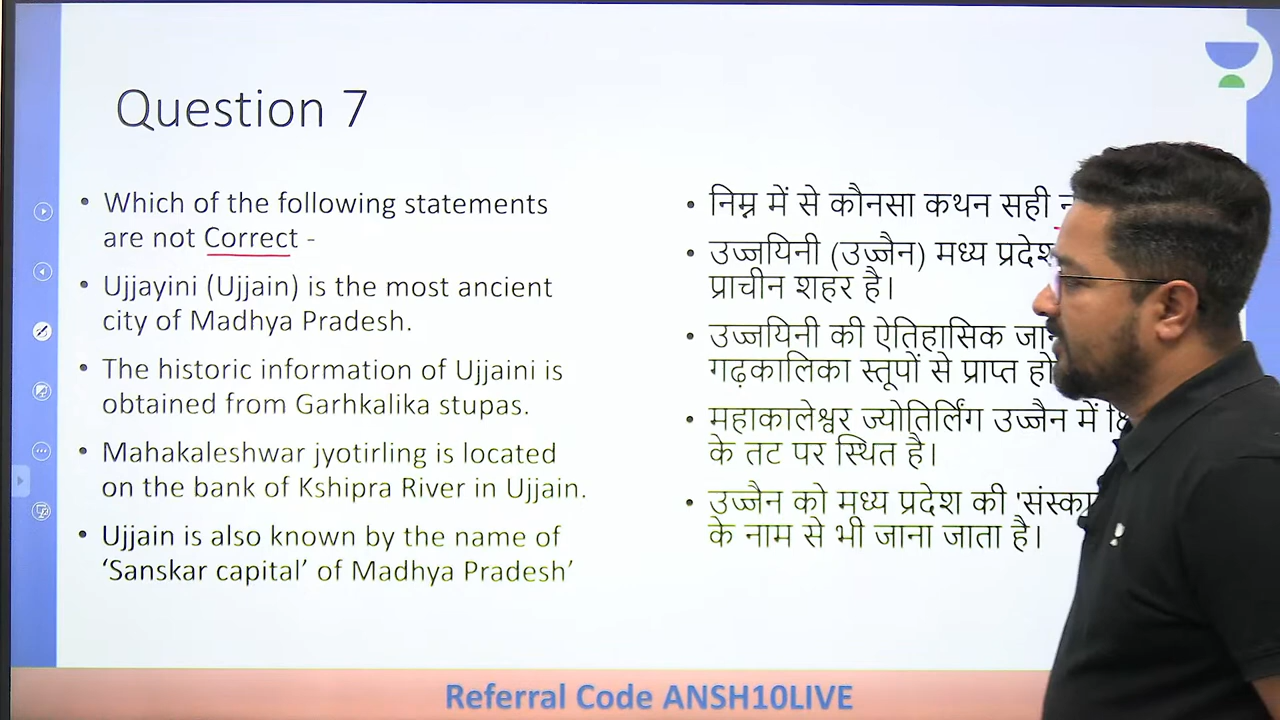 Question 7
Which of the following statements
are not Correct -
Ujjayini (Ujjain) is the most ancient
city of Madhya Pradesh.
The historic information of Ujjaini is
obtained from Garhkalika stupas.
Mahakaleshwar jyotirling is located
on the bank of Kshipra River in Ujjain.
Ujjain is also known by the name of
‘Sanskar capital’ of Madhya Pradesh’
निम्न में से कौनसा कथन सही
उज्जयिनी (उज्जैन) मध्य प्रदेश
प्राचीन शहर है।
उज्जयिनी की ऐतिहासिक
गढ़कालिका स्तूपों से प्राप्त
महाकालेश्वर ज्योतिर्लिंग उज्जैन में
के तट पर स्थित है।
उज्जैन को मध्य प्रदेश की
के नाम से भी जाना जाता है।
Referral Code ANSH10LIVE